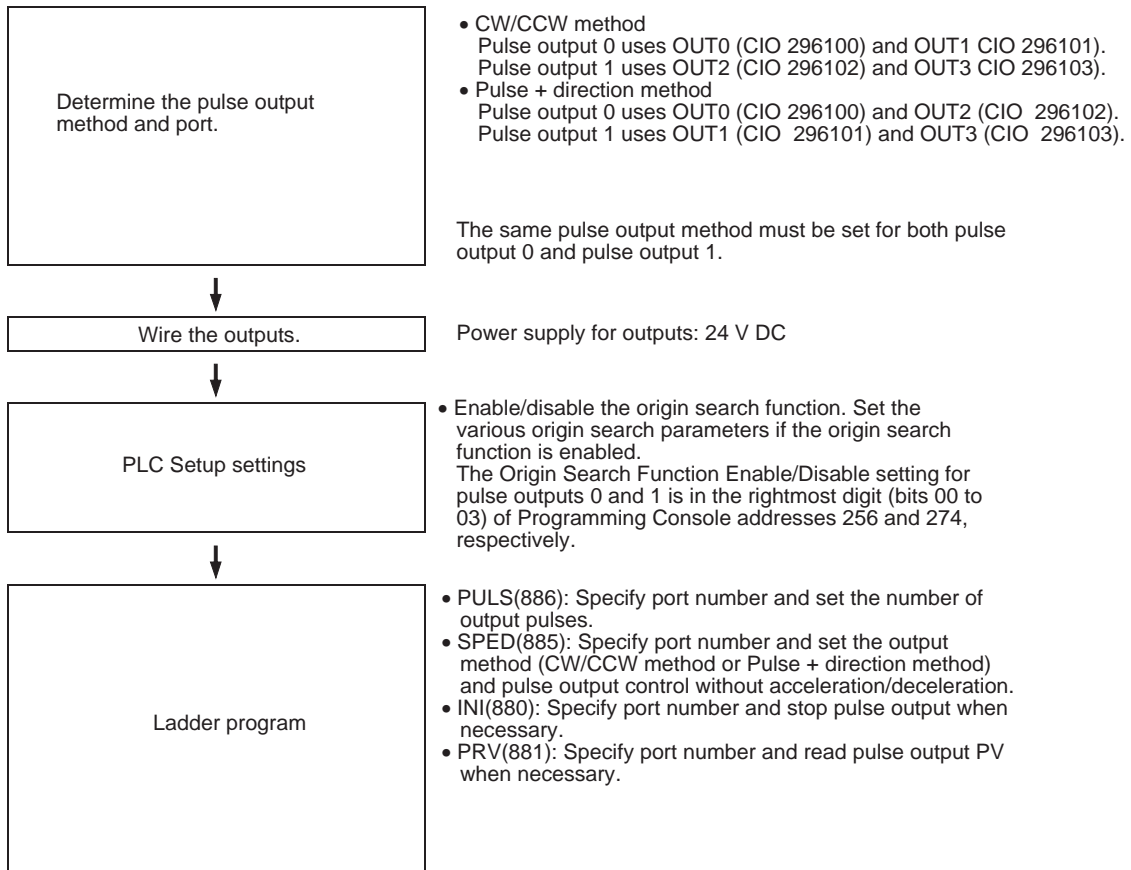 Determine the pulse output
method and port.
• CW/CCW method
Pulse output 0 uses OUT0 (CIO 296100) and OUT1 CIO 296101).
Pulse output 1 uses OUT2 (CIO 296102) and OUT3 CIO 296103).
• Pulse + direction method
Pulse output 0 uses OUT0 (CIO 296100) and OUT2 (CIO 296102).
Pulse output 1 uses OUT1 (CIO 296101) and OUT3 (CIO 296103).
The same pulse output method must be set for both pulse
output 0 and pulse output 1.
Wire the outputs.
Power supply for outputs: 24 V DC
PLC Setup settings
• Enable/disable the origin search function. Set the
various origin search parameters if the origin search
function is enabled.
The Origin Search Function Enable/Disable setting for
pulse outputs 0 and 1 is in the rightmost digit (bits 00 to
03) of Programming Console addresses 256 and 274,
respectively.
Ladder program
• PULS(886): Specify port number and set the number of
output pulses.
• SPED(885): Specify port number and set the output
method (CW/CCW method or Pulse + direction method)
and pulse output control without acceleration/deceleration.
• INI(880): Specify port number and stop pulse output when
necessary.
• PRV(881): Specify port number and read pulse output PV
when necessary.